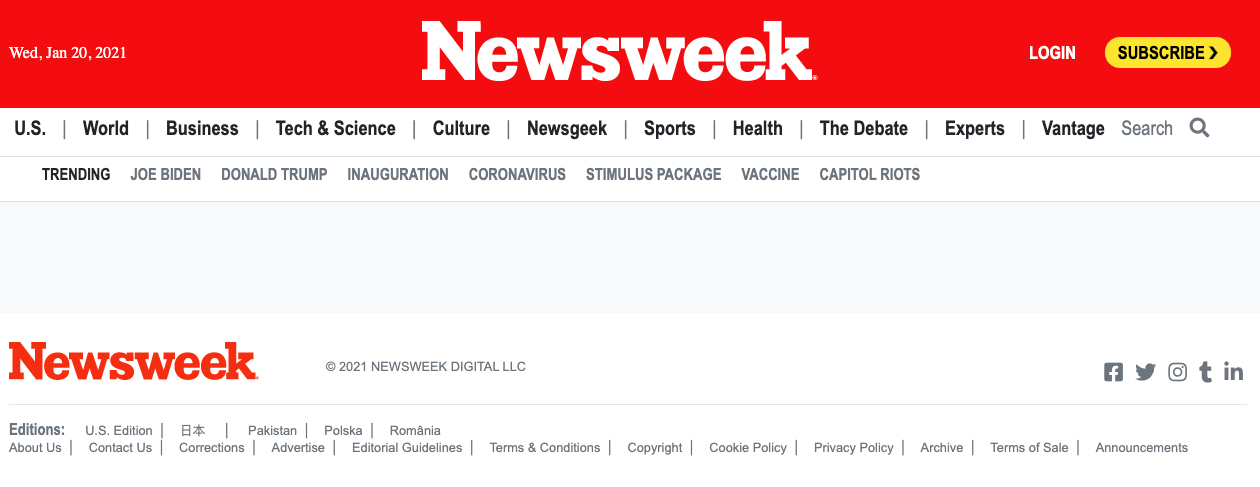 Wed, Jan 20, 2021
Newsweek
LOGIN
SUBSCRIBE ❯
U.S. | World | Business | Tech & Science | Culture | Newsgeek | Sports | Health | The Debate | Experts | Vantage Search
TRENDING JOE BIDEN DONALD TRUMP INAUGURATION CORONAVIRUS STIMULUS PACKAGE VACCINE CAPITOL RIOTS
Newsweek
© 2021 NEWSWEEK DIGITAL LLC
Editions: U.S. Edition | 日本 | Pakistan | Polska | România
About Us | Contact Us | Corrections | Advertise | Editorial Guidelines | Terms & Conditions | Copyright | Cookie Policy | Privacy Policy | Archive | Terms of Sale | Announcements